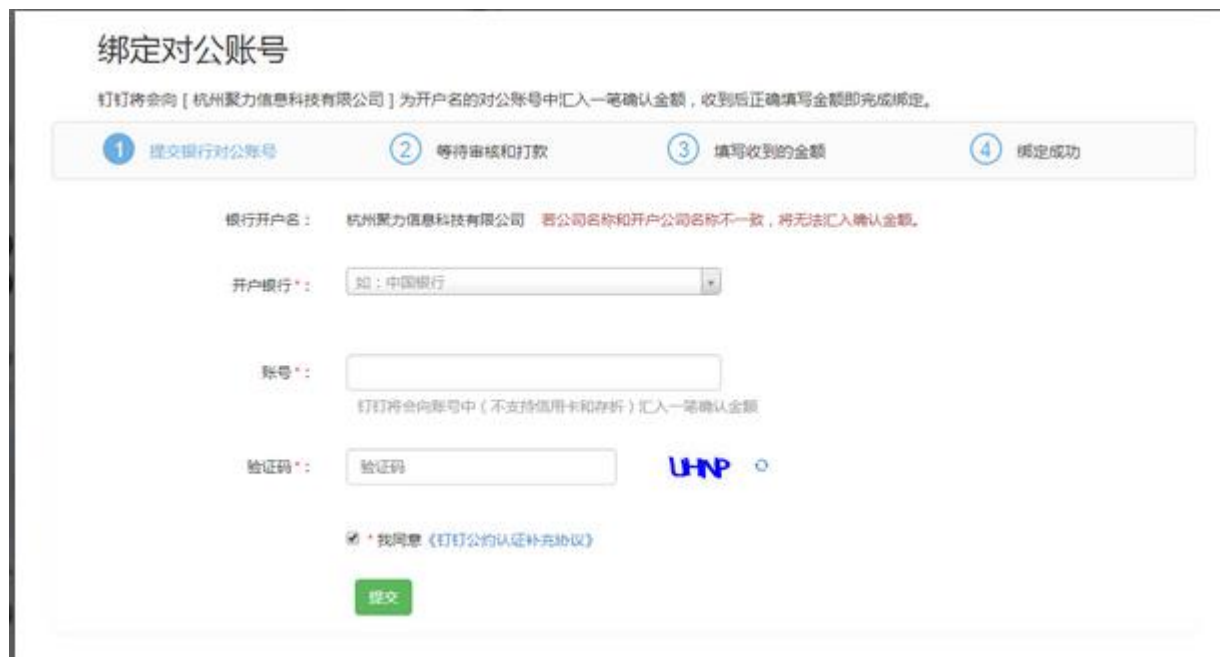 绑定对公账号
钉钉将会向 [ 杭州聚力信息科技有限公司 ] 为开户名的对公账号中汇入一笔确认金额，收到后正确填写金额即完成绑定。
1 提交银行对公账号 2 等待审核和打款 3 填写收到的金额 4 绑定成功
银行开户名： 杭州聚力信息科技有限公司 若公司名称和开户公司名称不一致，将无法汇入确认金额。
开户银行*： 如：中国银行
账号*：
钉钉将会向账号中（不支持信用卡和存折）汇入一笔确认金额
验证码*： 验证码 UHNP
* 我同意《钉钉公约认证补充协议》
提交